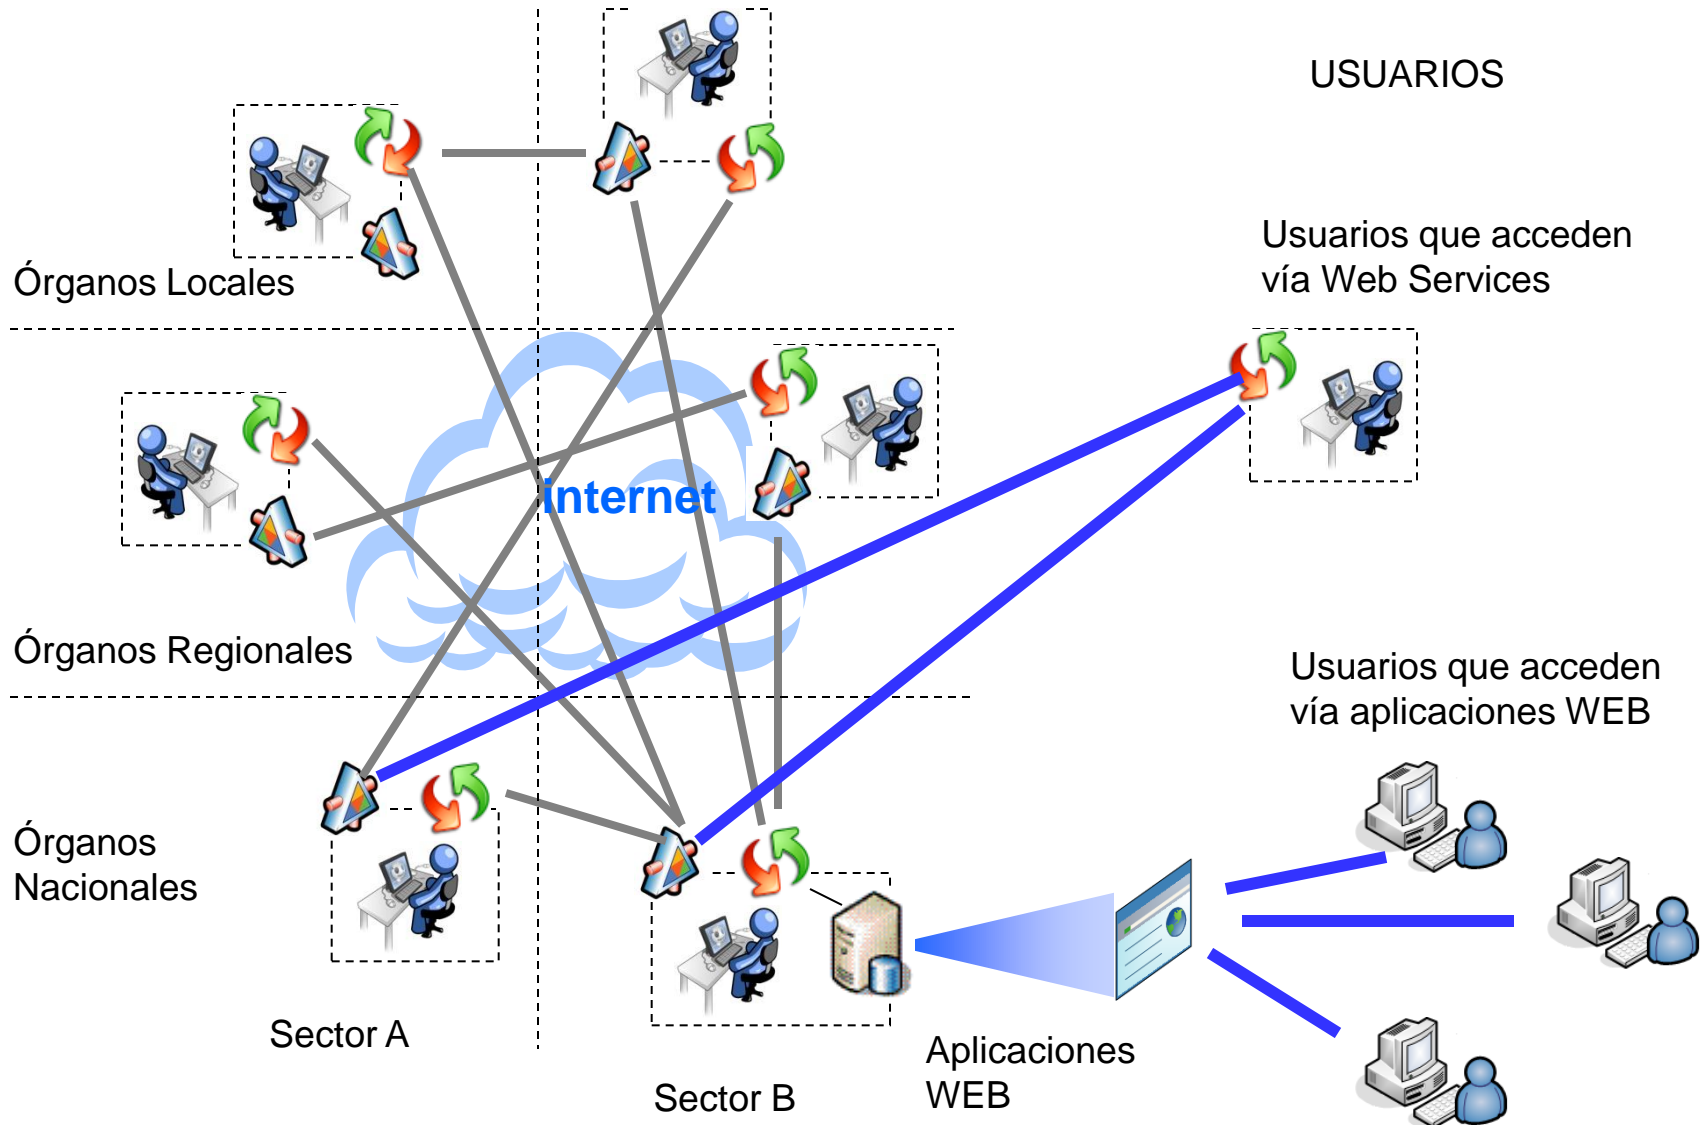 USUARIOS
Usuarios que acceden
vía Web Services
Órganos Locales
internet
Órganos Regionales
Usuarios que acceden
vía aplicaciones WEB
Órganos
Nacionales
Sector A
Sector B
Aplicaciones
WEB